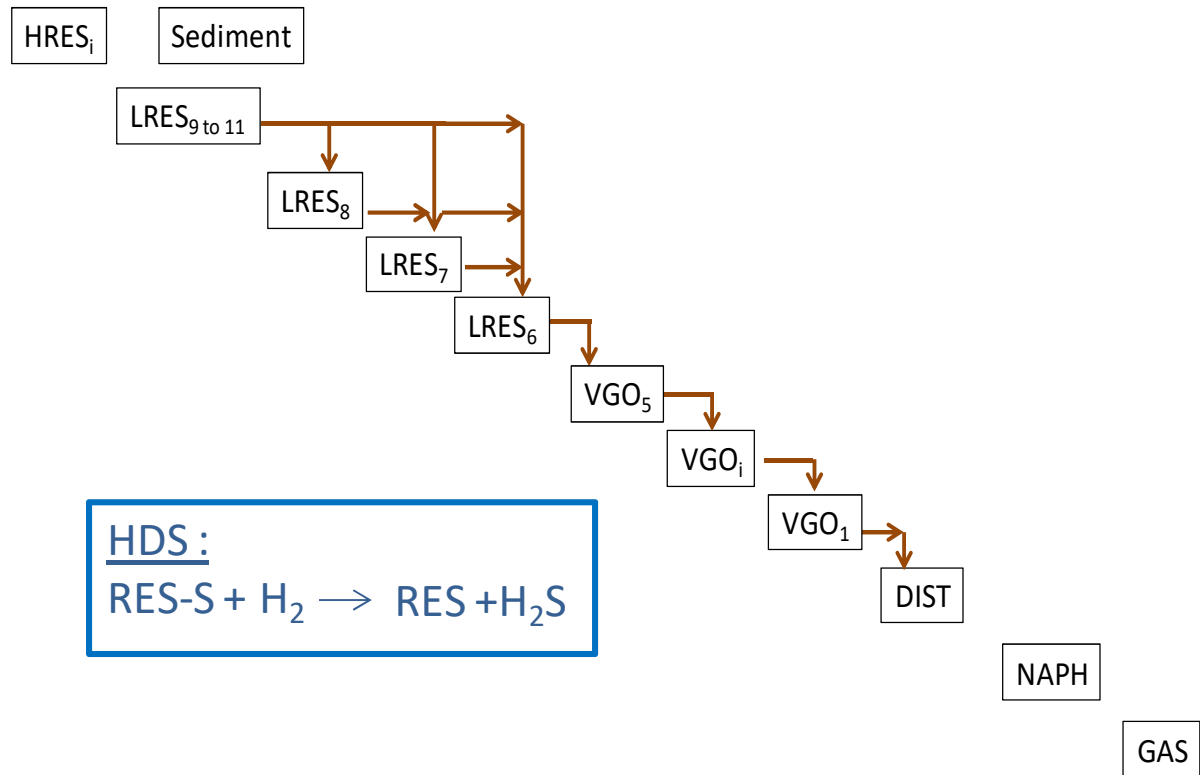 HRESi Sediment
LRES9 to 11
LRES8
LRES7
LRES6
VGO5
VGOi
VGO1
HDS :
RES-S + H2 → RES +H2S
DIST
NAPH
GAS